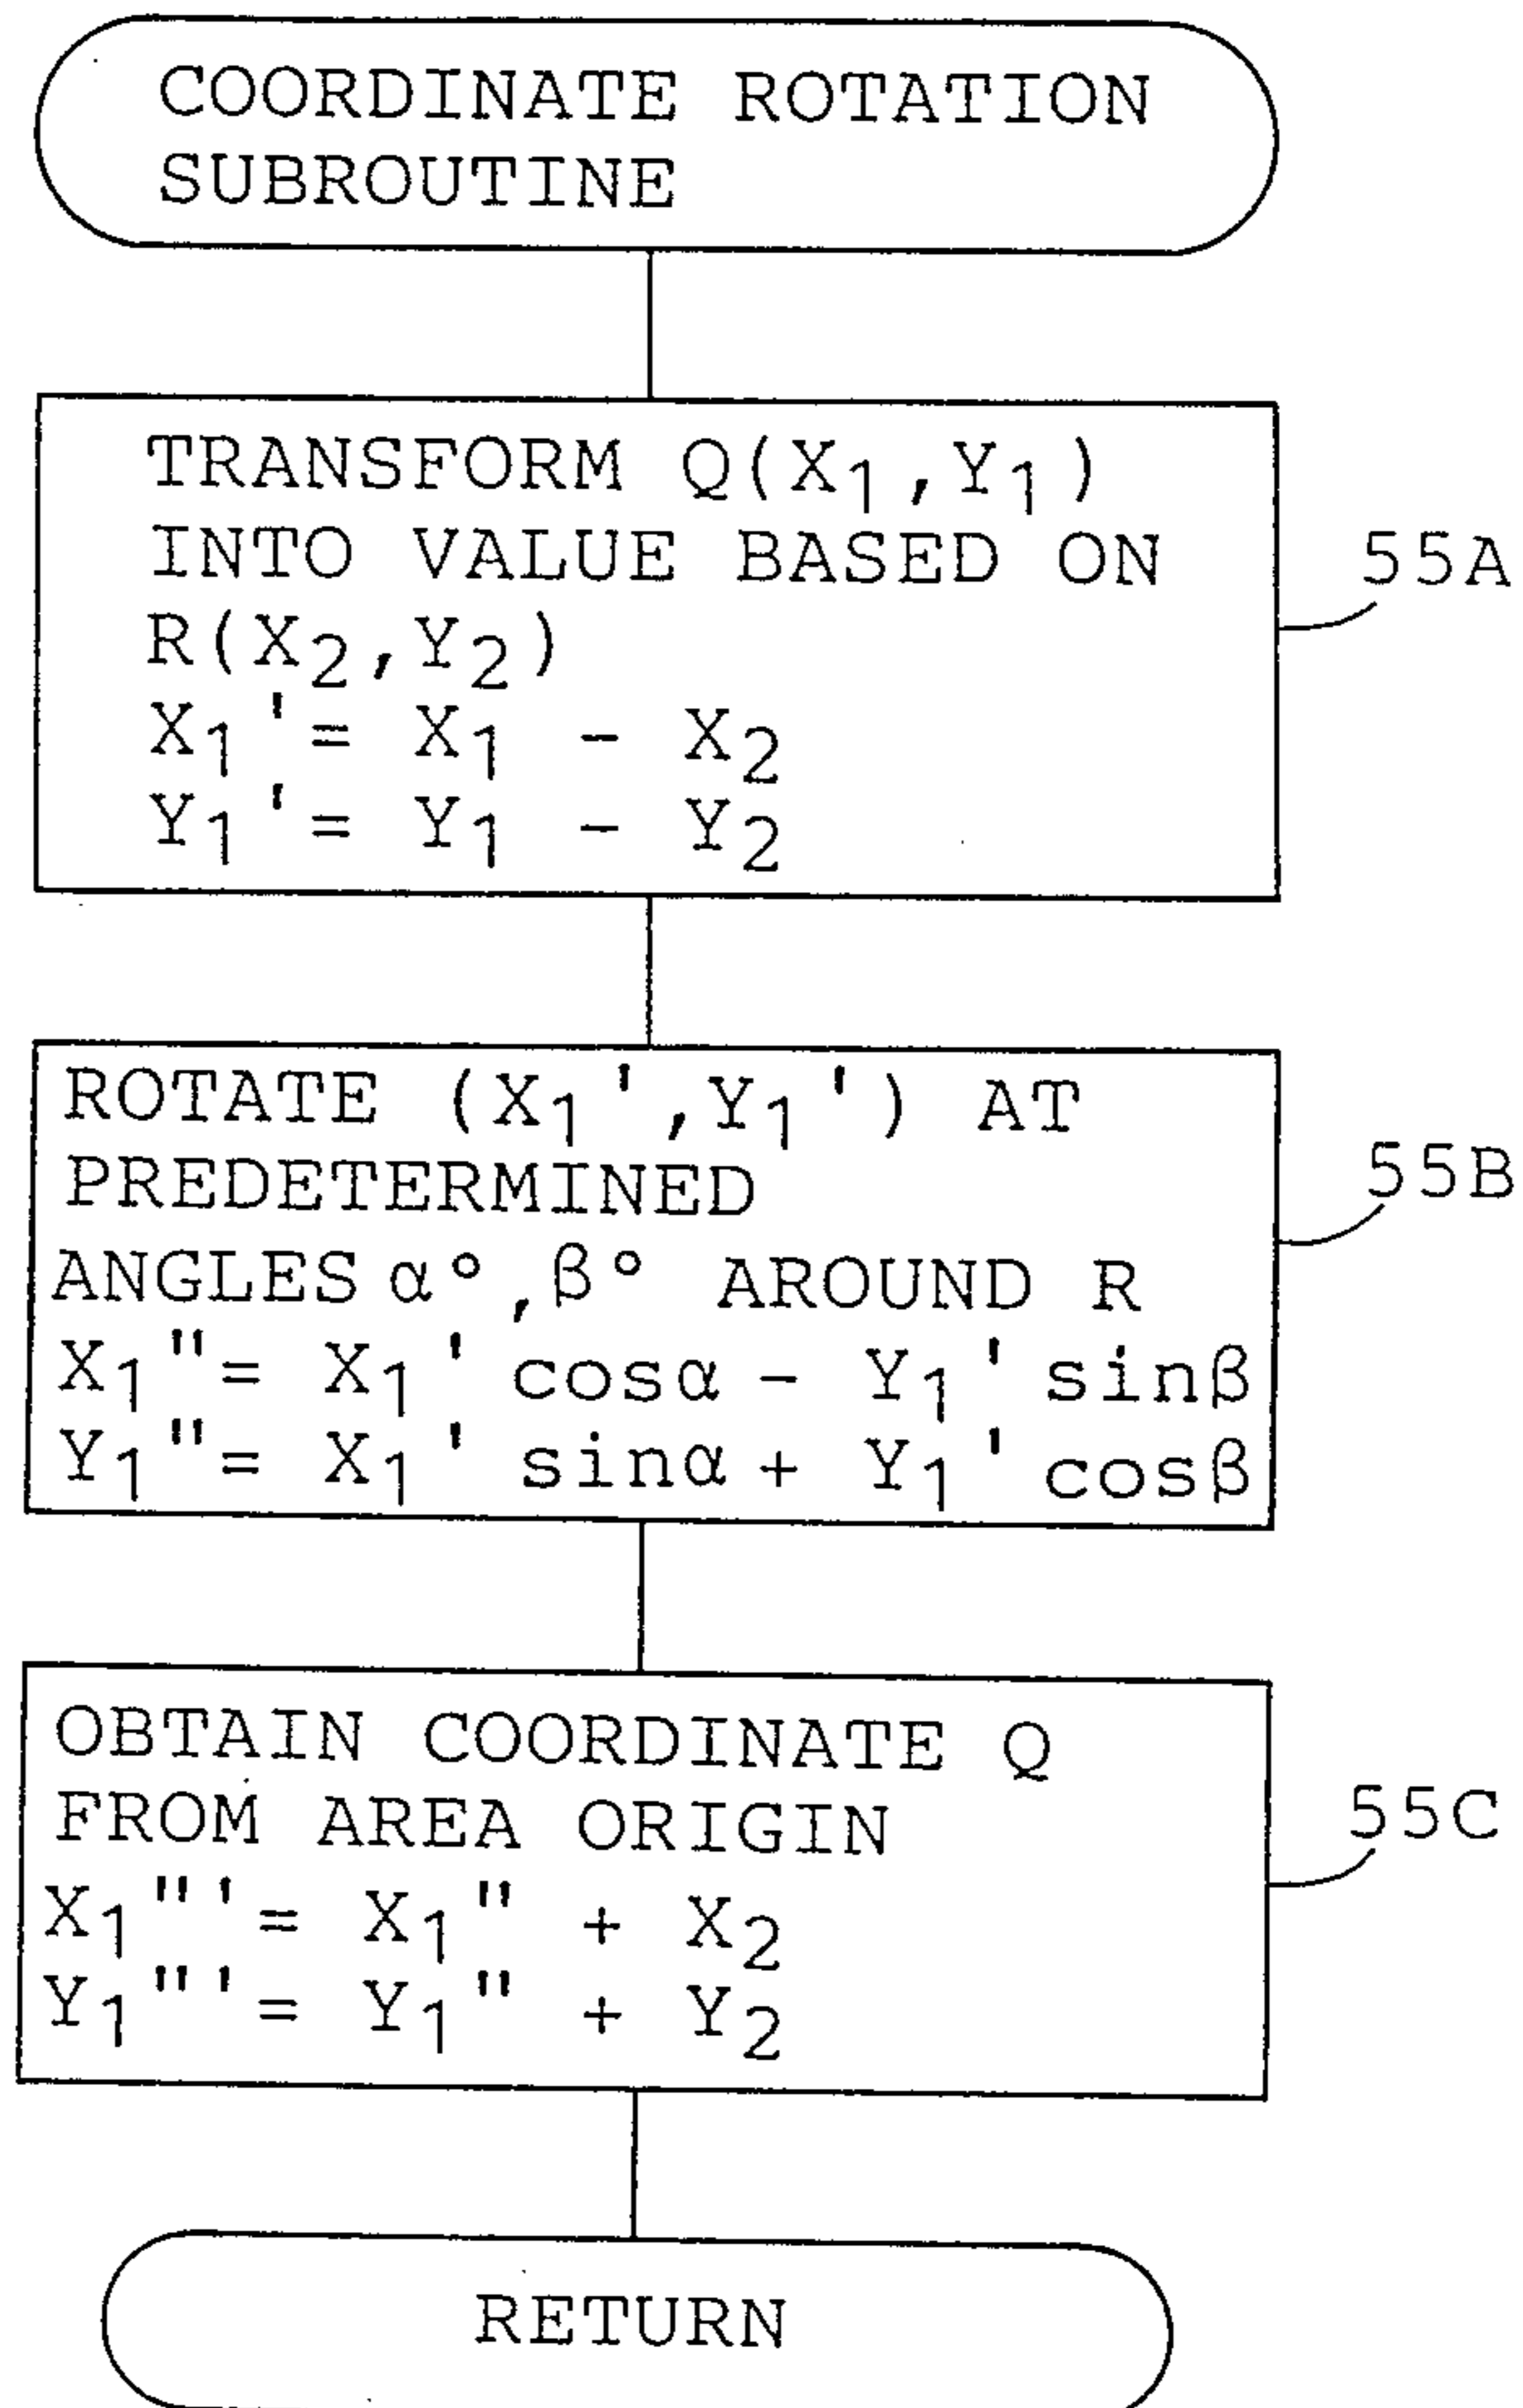 COORDINATE ROTATION
SUBROUTINE
TRANSFORM Q(X₁,Y₁)
INTO VALUE BASED ON
R(X₂,Y₂)
X₁'= X₁ - X₂
Y₁'= Y₁ - Y₂
55A
ROTATE (X₁',Y₁') AT
PREDETERMINED
ANGLES α°,β° AROUND R
X₁"= X₁' cosα - Y₁' sinβ
Y₁"= X₁' sinα + Y₁' cosβ
55B
OBTAIN COORDINATE Q
FROM AREA ORIGIN
X₁"'= X₁" + X₂
Y₁"'= Y₁" + Y₂
55C
RETURN